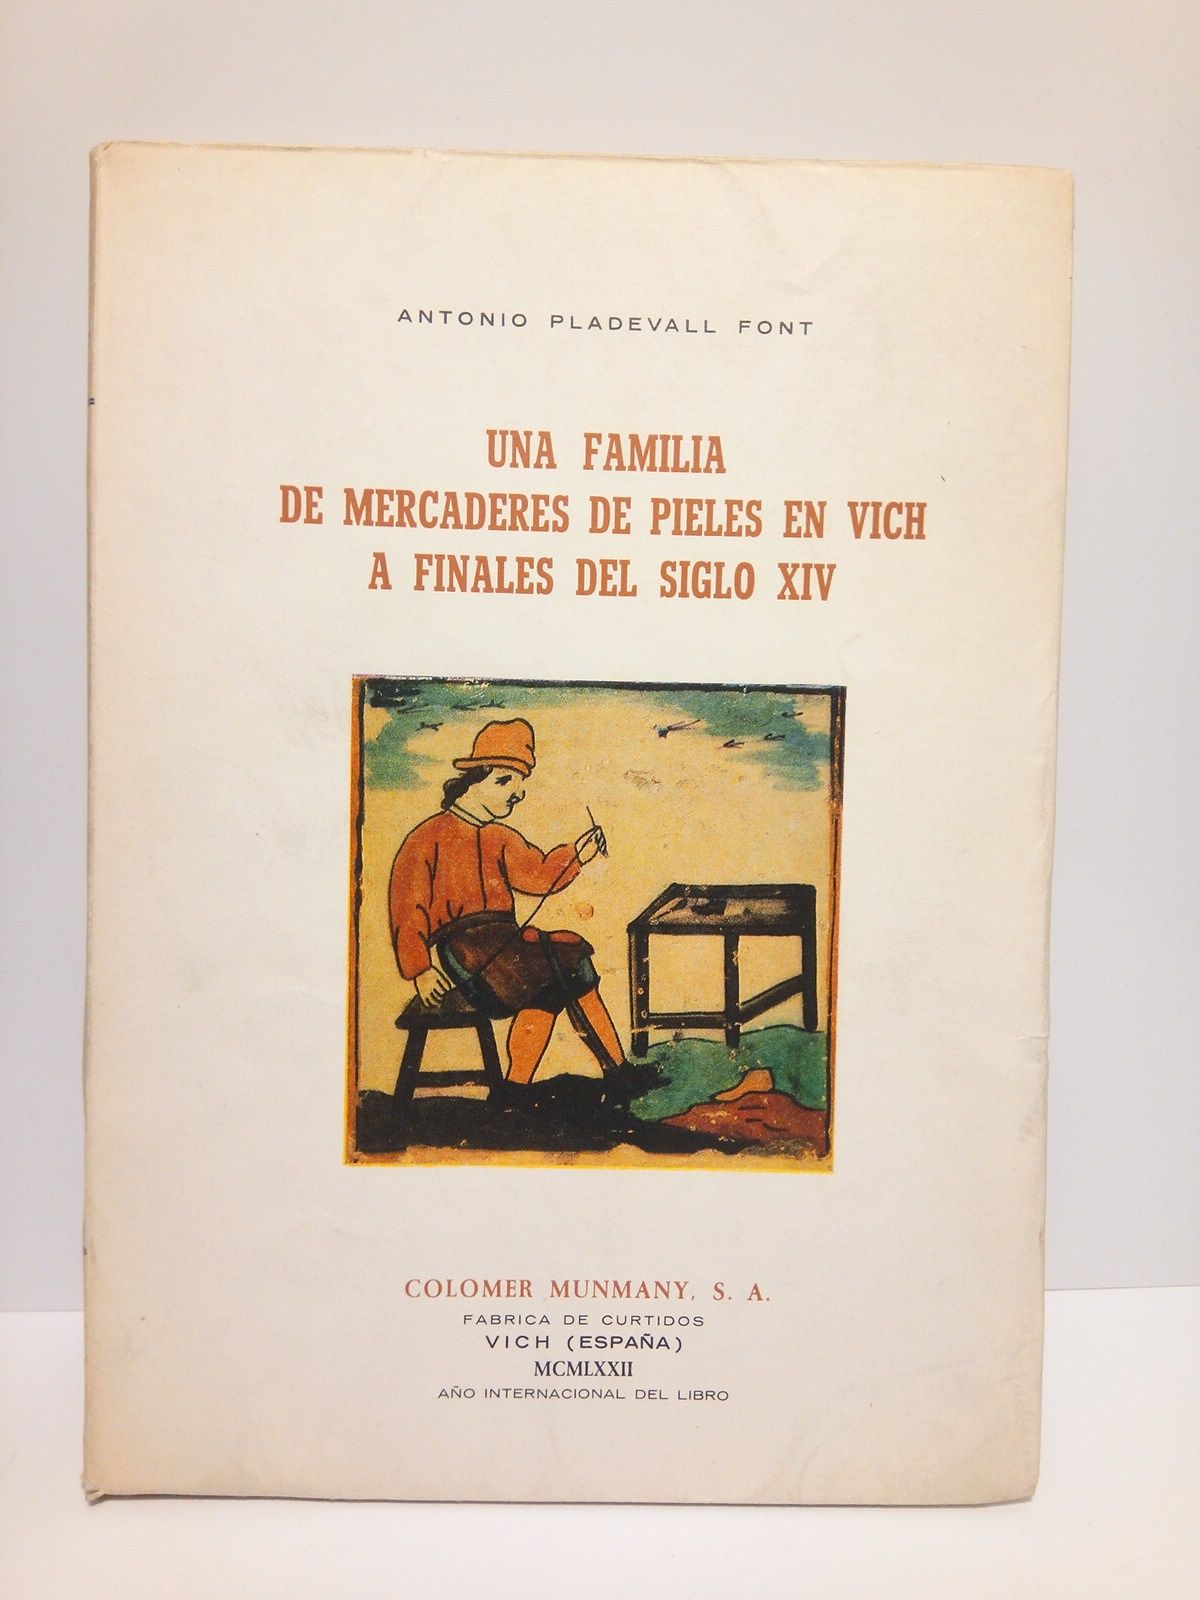 ANTONIO PLADEVALL FONT
UNA FAMILIA
DE MERCADERES DE PIELES EN VICH
A FINALES DEL SIGLO XIV
COLOMER MUNMANY, S. A.
FABRICA DE CURTIDOS
VICH (ESPAÑA)
MCMLXXII
AÑO INTERNACIONAL DEL LIBRO